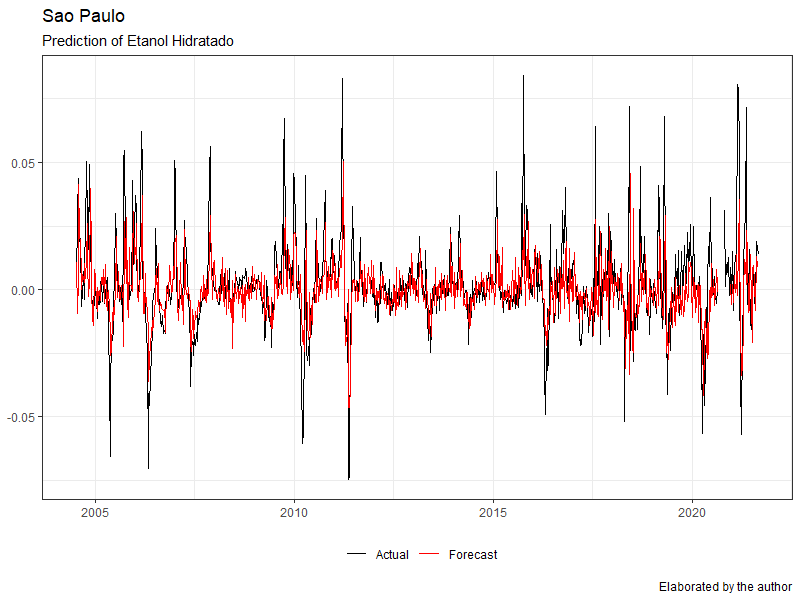 Sao Paulo
Prediction of Etanol Hidratado
0.05
0.00
-0.05
2005 2010 2015 2020
Actual Forecast
Elaborated by the author